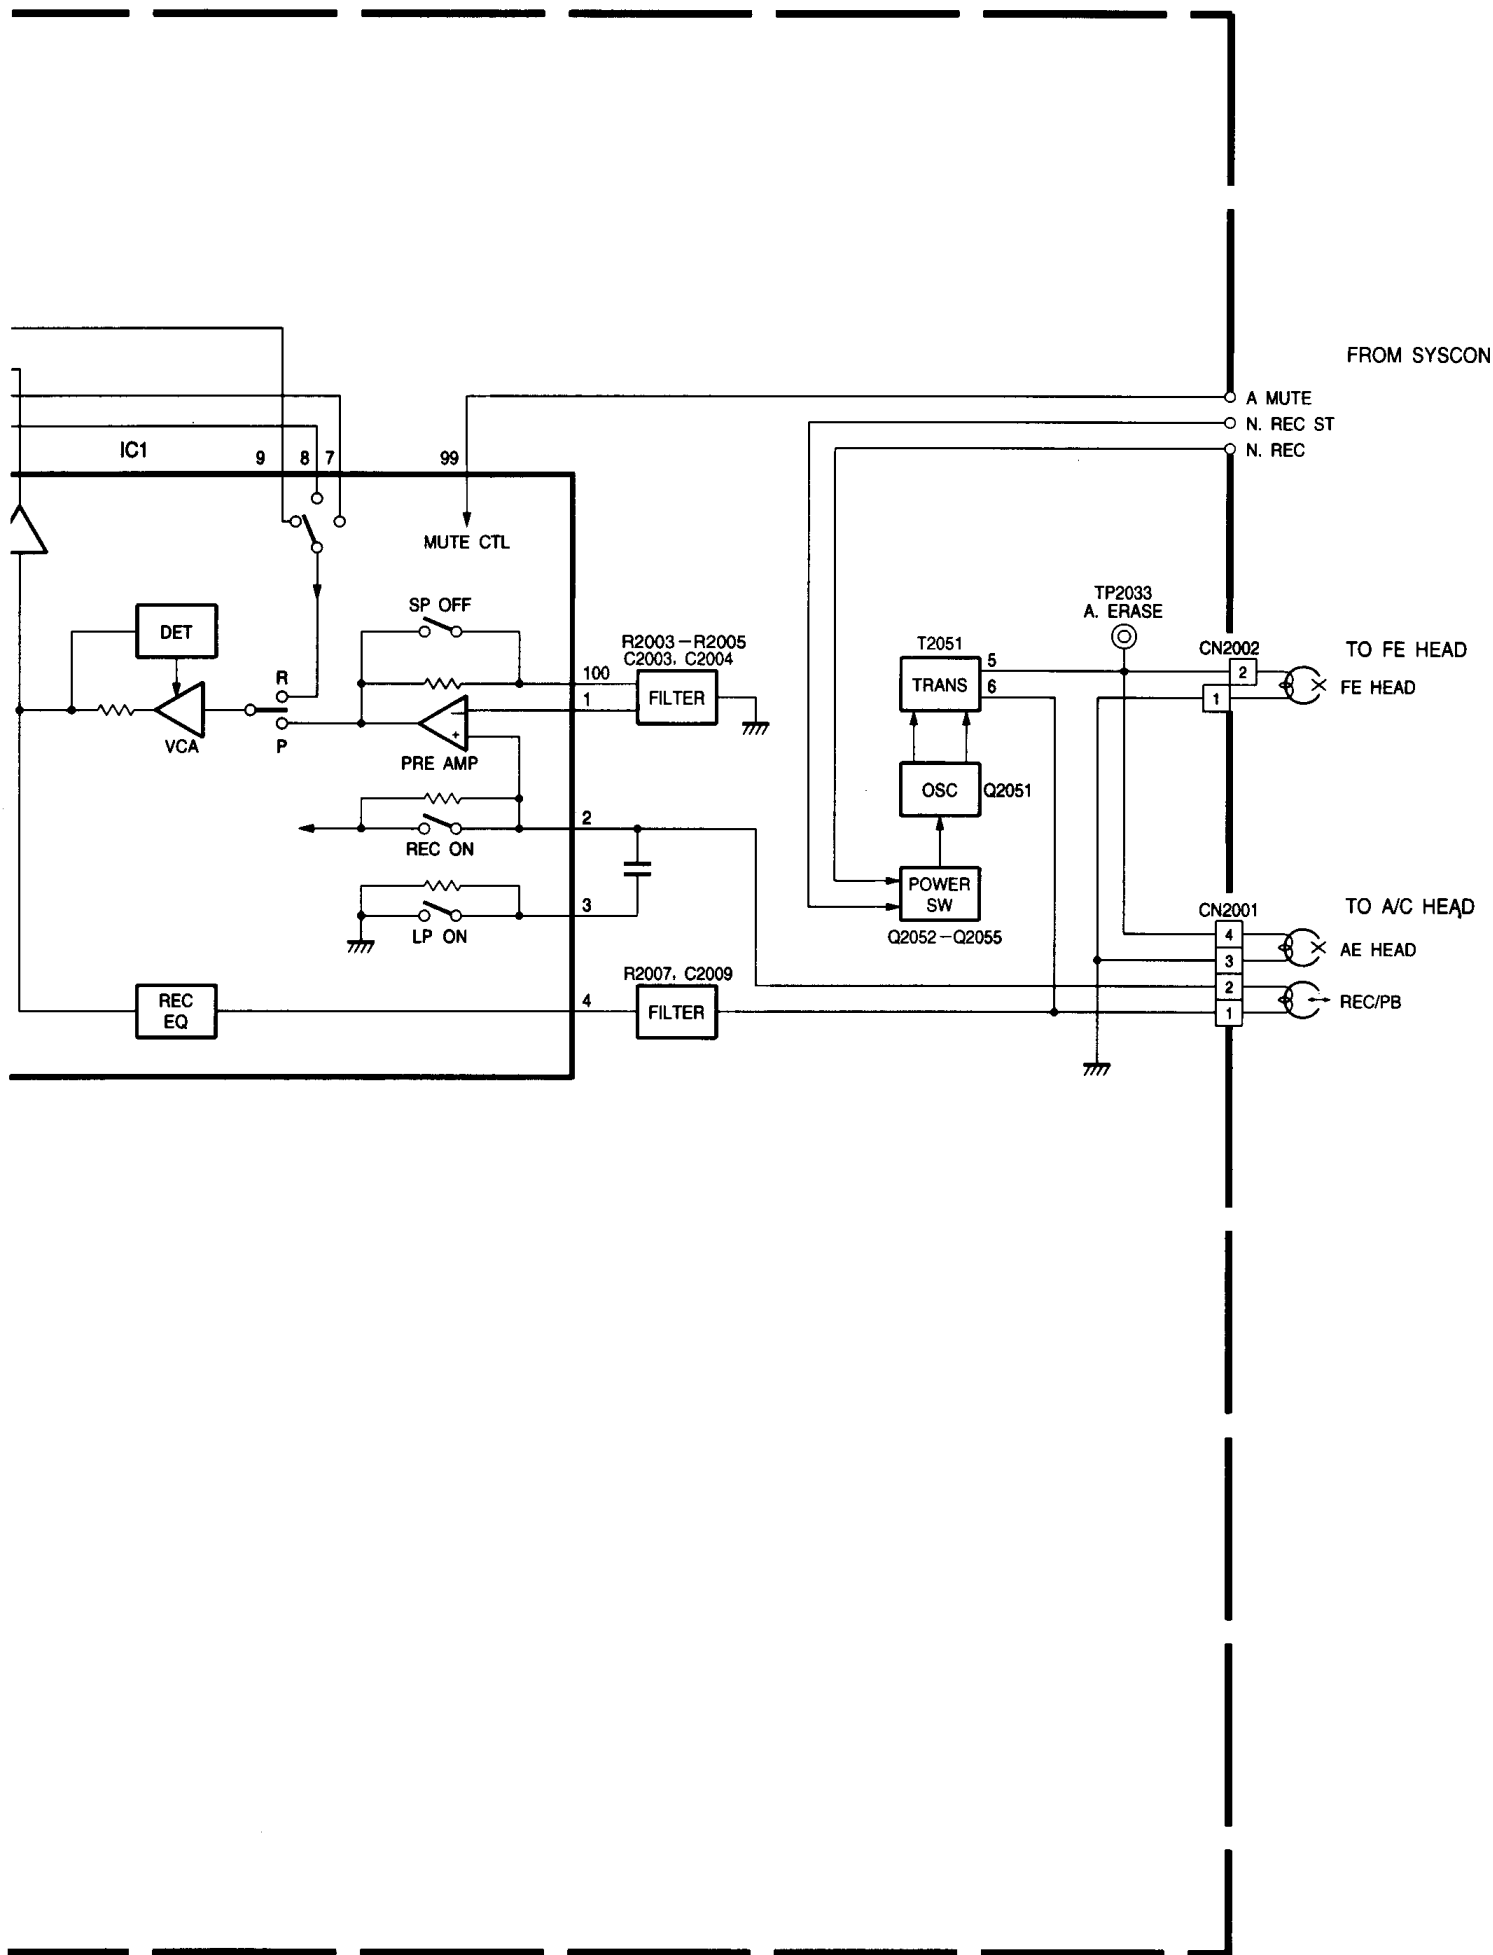 FROM SYSCON
A MUTE
N. REC ST
N. REC
IC1
9
8
7
99
MUTE CTL
SP OFF
DET
R
P
VCA
PRE AMP
−
+
100
1
R2003－R2005
C2003, C2004
FILTER
REC ON
2
LP ON
3
REC
EQ
4
R2007, C2009
FILTER
T2051
TRANS
5
6
OSC
Q2051
POWER
SW
Q2052－Q2055
TP2033
A. ERASE
CN2002
2
1
TO FE HEAD
FE HEAD
CN2001
4
3
2
1
TO A/C HEAD
AE HEAD
REC/PB